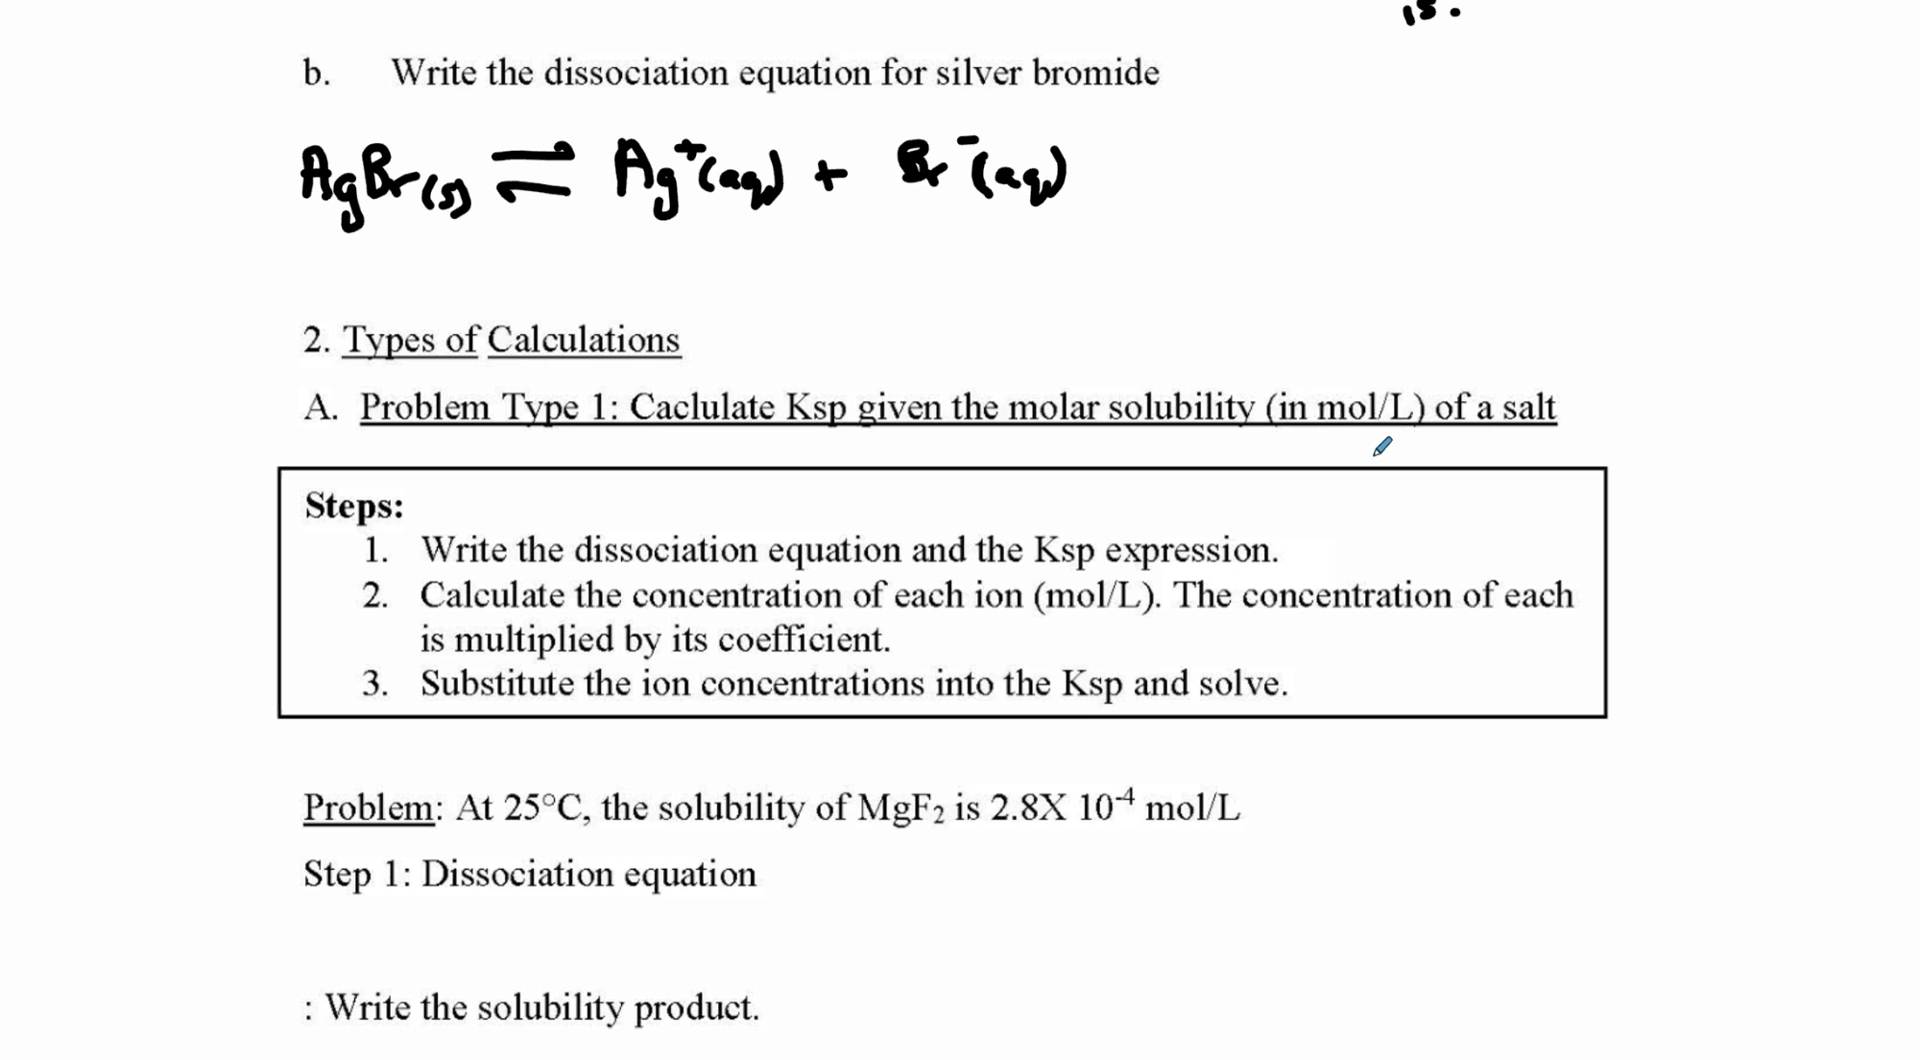 is.
b. Write the dissociation equation for silver bromide
AgBr(s) ⇌ Ag⁺(aq) + Br⁻(aq)
2. Types of Calculations
A. Problem Type 1: Caclulate Ksp given the molar solubility (in mol/L) of a salt
Steps:
1. Write the dissociation equation and the Ksp expression.
2. Calculate the concentration of each ion (mol/L). The concentration of each
is multiplied by its coefficient.
3. Substitute the ion concentrations into the Ksp and solve.
Problem: At 25°C, the solubility of MgF₂ is 2.8X 10⁻⁴ mol/L
Step 1: Dissociation equation
: Write the solubility product.